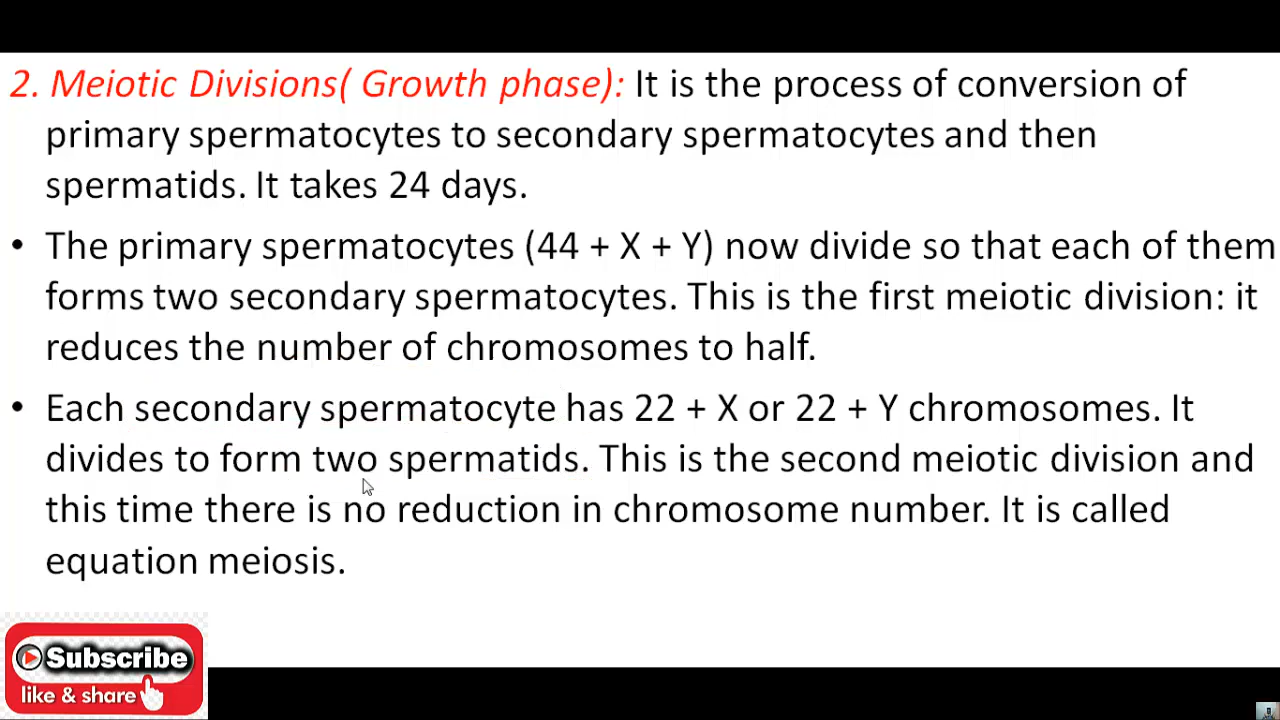 2. Meiotic Divisions( Growth phase): It is the process of conversion of
primary spermatocytes to secondary spermatocytes and then
spermatids. It takes 24 days.
• The primary spermatocytes (44 + X + Y) now divide so that each of them
forms two secondary spermatocytes. This is the first meiotic division: it
reduces the number of chromosomes to half.
• Each secondary spermatocyte has 22 + X or 22 + Y chromosomes. It
divides to form two spermatids. This is the second meiotic division and
this time there is no reduction in chromosome number. It is called
equation meiosis.
Subscribe
like & share